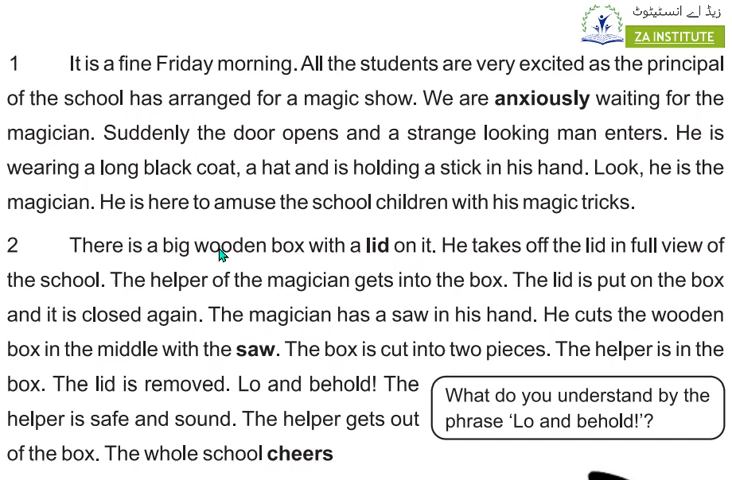 زیڈ اے انسٹیٹوٹ
ZA INSTITUTE
1 It is a fine Friday morning. All the students are very excited as the principal
of the school has arranged for a magic show. We are anxiously waiting for the
magician. Suddenly the door opens and a strange looking man enters. He is
wearing a long black coat, a hat and is holding a stick in his hand. Look, he is the
magician. He is here to amuse the school children with his magic tricks.
2 There is a big wooden box with a lid on it. He takes off the lid in full view of
the school. The helper of the magician gets into the box. The lid is put on the box
and it is closed again. The magician has a saw in his hand. He cuts the wooden
box in the middle with the saw. The box is cut into two pieces. The helper is in the
box. The lid is removed. Lo and behold! The
helper is safe and sound. The helper gets out
of the box. The whole school cheers
What do you understand by the
phrase ‘Lo and behold!’?